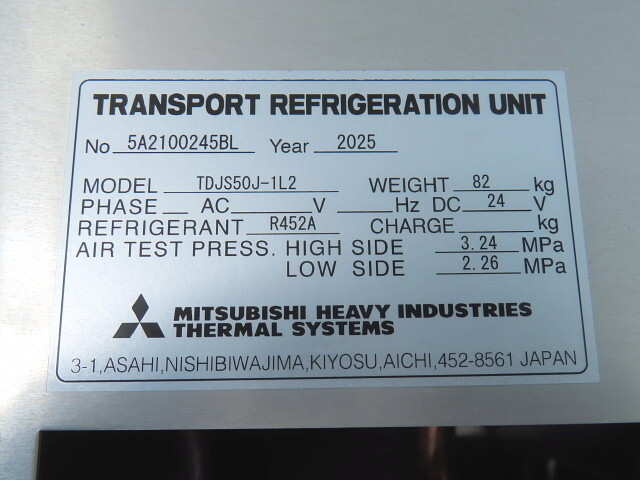 TRANSPORT REFRIGERATION UNIT
No 5A2100245BL Year 2025
MODEL TDJS50J-1L2 WEIGHT 82 kg
PHASE AC V Hz DC 24 V
REFRIGERANT R452A CHARGE kg
AIR TEST PRESS. HIGH SIDE 3.24 MPa
LOW SIDE 2.26 MPa
MITSUBISHI HEAVY INDUSTRIES
THERMAL SYSTEMS
3-1,ASAHI,NISHIBIWAJIMA,KIYOSU,AICHI,452-8561 JAPAN